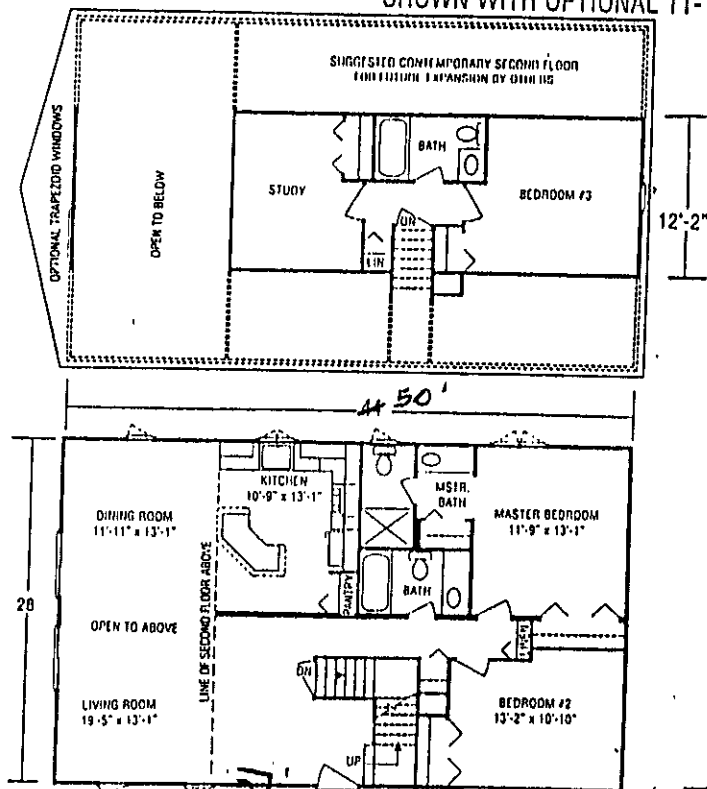 SHOWN WITH OPTIONAL 11-
SUGGESTED CONTEMPORARY SECOND FLOOR
FOR FUTURE EXPANSION BY OTHERS
OPTIONAL TRAPEZOID WINDOWS
OPEN TO BELOW
STUDY
BATH
BEDROOM #3
DN
LIN
12'-2"
44 50'
28
DINING ROOM
11'-11" x 13'-1"
KITCHEN
10'-9" x 13'-1"
MSTR.
BATH
MASTER BEDROOM
11'-9" x 13'-1"
OPEN TO ABOVE
LINE OF SECOND FLOOR ABOVE
PANTRY
BATH
LIVING ROOM
19'-5" x 13'-1"
DN
UP
BEDROOM #2
13'-2" x 10'-10"